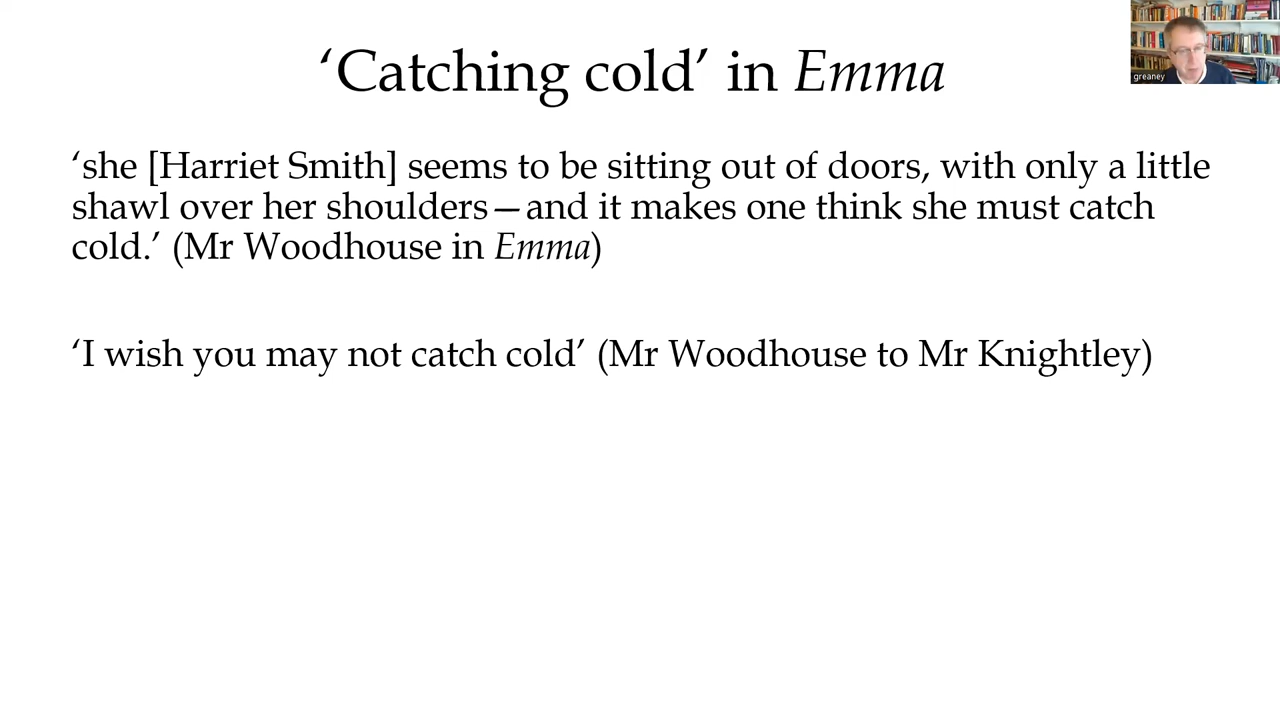 ‘Catching cold’ in Emma
greaney
‘she [Harriet Smith] seems to be sitting out of doors, with only a little
shawl over her shoulders—and it makes one think she must catch
cold.’ (Mr Woodhouse in Emma)
‘I wish you may not catch cold’ (Mr Woodhouse to Mr Knightley)